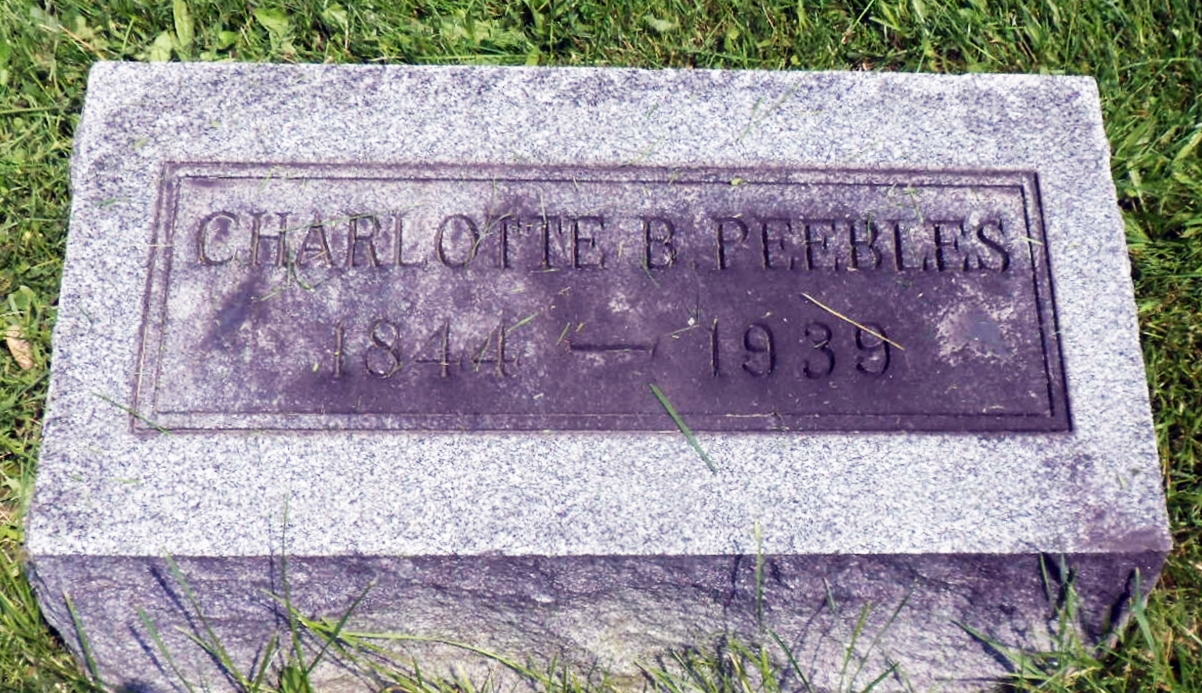 CHARLOTTE B. PEEBLES
1844 — 1939